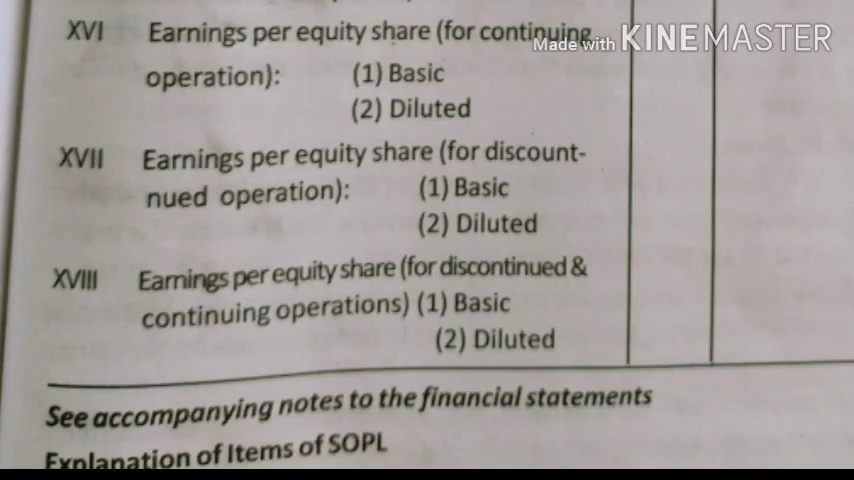 XVI Earnings per equity share (for continuing
Made with KINEMASTER
operation): (1) Basic
(2) Diluted
XVII Earnings per equity share (for discount-
nued operation): (1) Basic
(2) Diluted
XVIII Earnings per equity share (for discontinued &
continuing operations) (1) Basic
(2) Diluted
See accompanying notes to the financial statements
Explanation of Items of SOPL